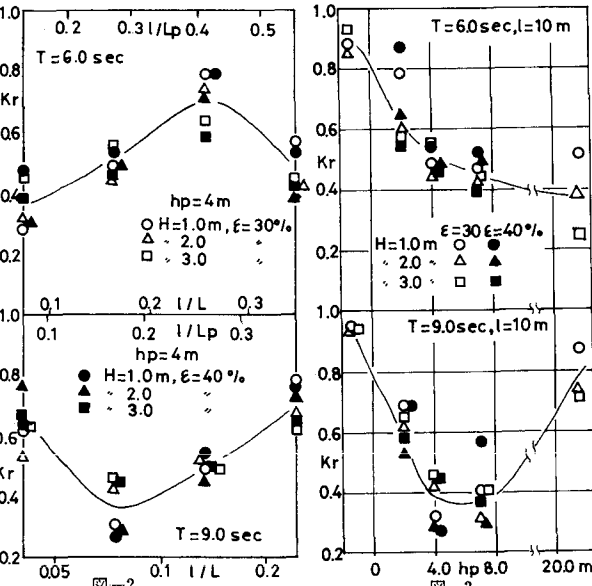 0.2 0.3 0.4 0.5
l/Lp
T=6.0 sec
1.0
0.8
Kr
0.6
0.4
0.2
hp=4m
○ H=1.0m, ε=30%
△ 〃 2.0 〃
□ 〃 3.0 〃
0.1 0.2 0.3
l/L
T=6.0 sec, l=10 m
1.0
0.8
0.6
Kr
0.4
0.2
ε=30 ε=40%
H=1.0m ○ ●
〃 2.0 〃 △ ▲
〃 3.0 〃 □ ■
0.1 0.2 0.3
l/Lp
1.0
0.8
0.6
Kr
0.4
0.2
hp=4m
● H=1.0m, ε=40%
▲ 〃 2.0 〃
■ 〃 3.0 〃
T=9.0 sec
0.05 0.1 0.2
l/L
T=9.0 sec, l=10 m
1.0
0.8
0.6
Kr
0.4
0.2
0 4.0 hp 8.0 20.0 m